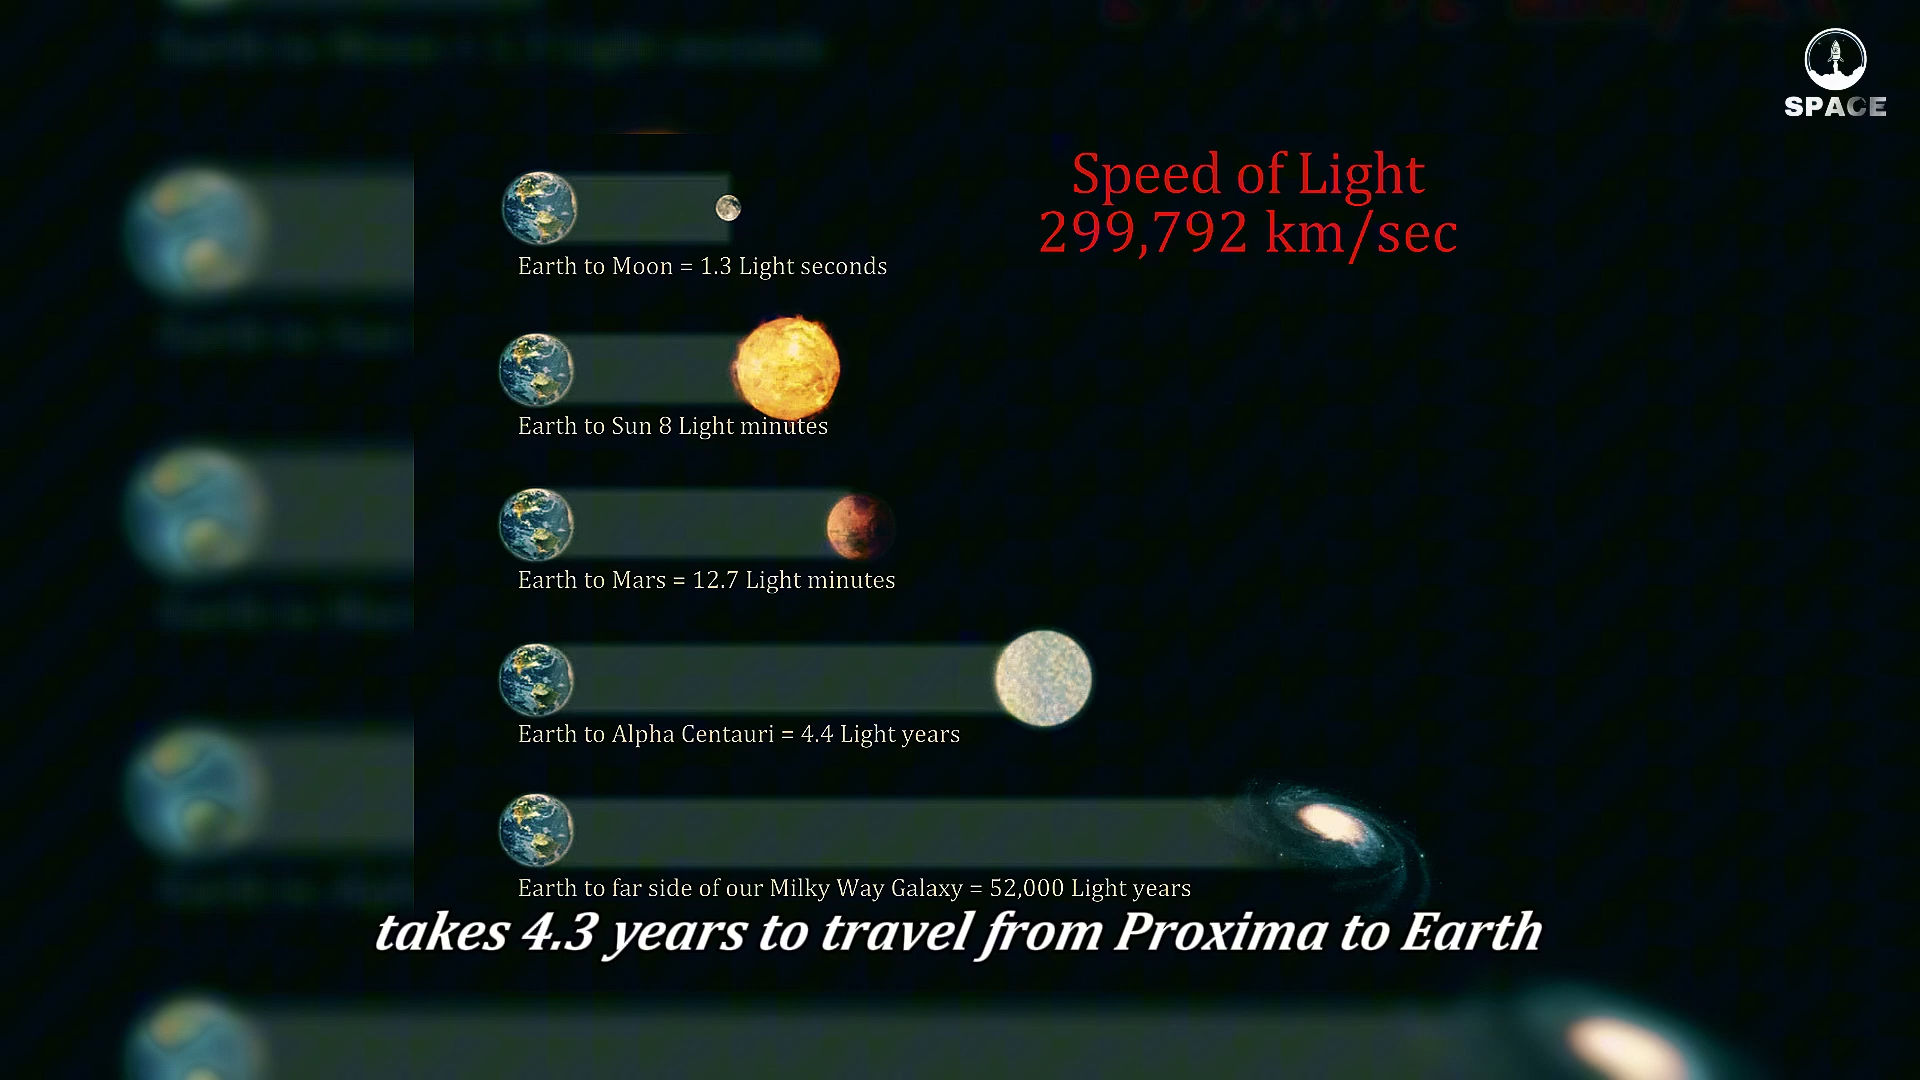 SPACE
Speed of Light
299,792 km/sec
Earth to Moon = 1.3 Light seconds
Earth to Sun 8 Light minutes
Earth to Mars = 12.7 Light minutes
Earth to Alpha Centauri = 4.4 Light years
Earth to far side of our Milky Way Galaxy = 52,000 Light years
takes 4.3 years to travel from Proxima to Earth